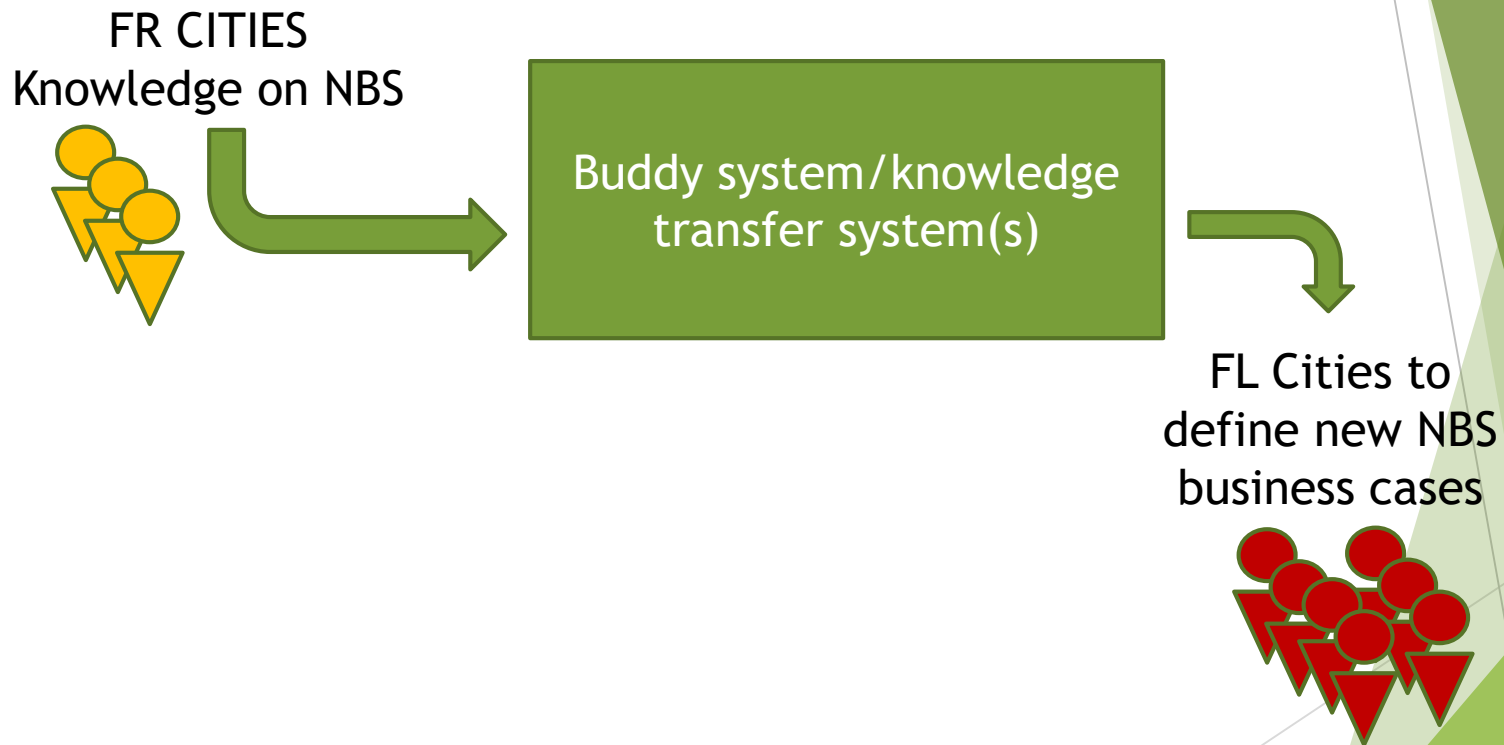 FR CITIES
Knowledge on NBS
Buddy system/knowledge
transfer system(s)
FL Cities to
define new NBS
business cases